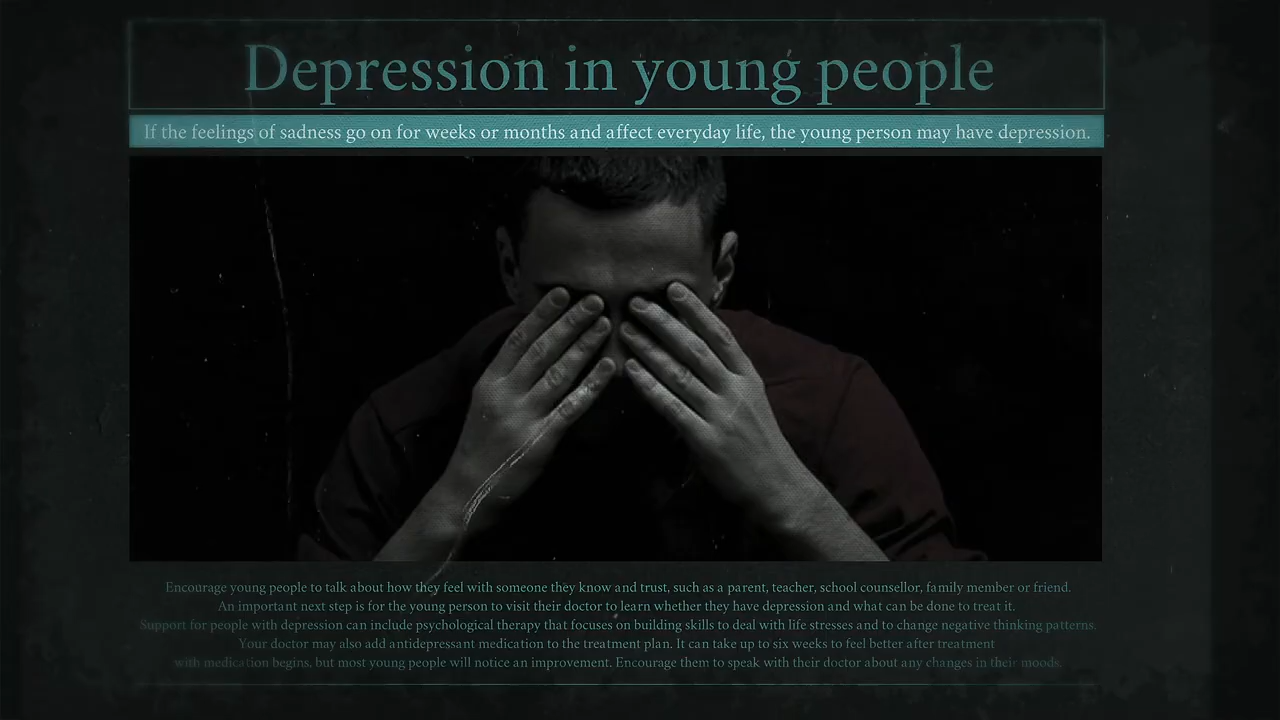 Depression in young people
If the feelings of sadness go on for weeks or months and affect everyday life, the young person may have depression.
Encourage young people to talk about how they feel with someone they know and trust, such as a parent, teacher, school counsellor, family member or friend.
An important next step is for the young person to visit their doctor to learn whether they have depression and what can be done to treat it.
Support for people with depression can include psychological therapy that focuses on building skills to deal with life stresses and to change negative thinking patterns.
Your doctor may also add antidepressant medication to the treatment plan. It can take up to six weeks to feel better after treatment
with medication begins, but most young people will notice an improvement. Encourage them to speak with their doctor about any changes in their moods.